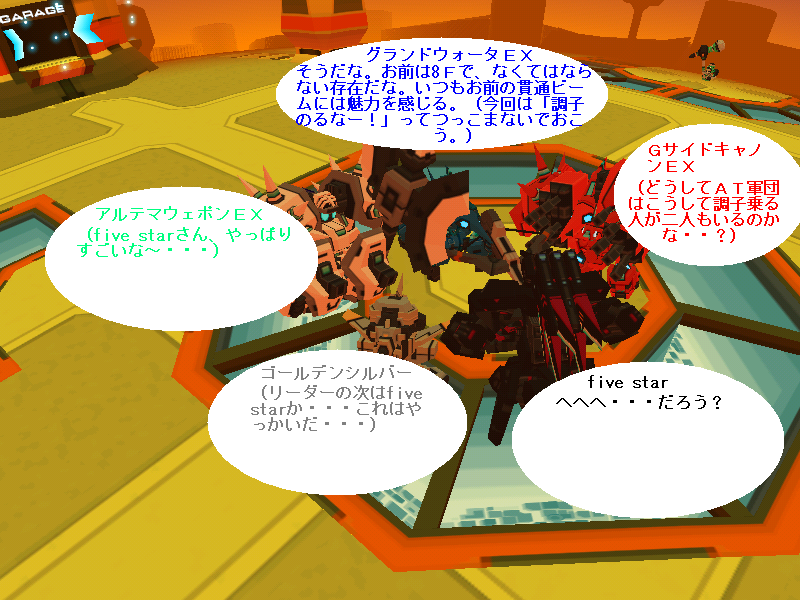 GARAGE
グランドウォータＥＸ
そうだな。お前は8Ｆで、なくてはなら
ない存在だな。いつもお前の貫通ビー
ムには魅力を感じる。（今回は「調子
のるなー！」ってつっこまないでおこ
う。）
Ｇサイドキャノ
ンＥＸ
（どうしてＡＴ軍団
はこうして調子乗る
人が二人もいるのか
な・・？）
アルテマウェポンＥＸ
（five starさん、やっぱり
すごいな～・・・）
ゴールデンシルバー
（リーダーの次はfive
starか・・・これはや
っかいだ・・・）
five star
へへへ・・・だろう？